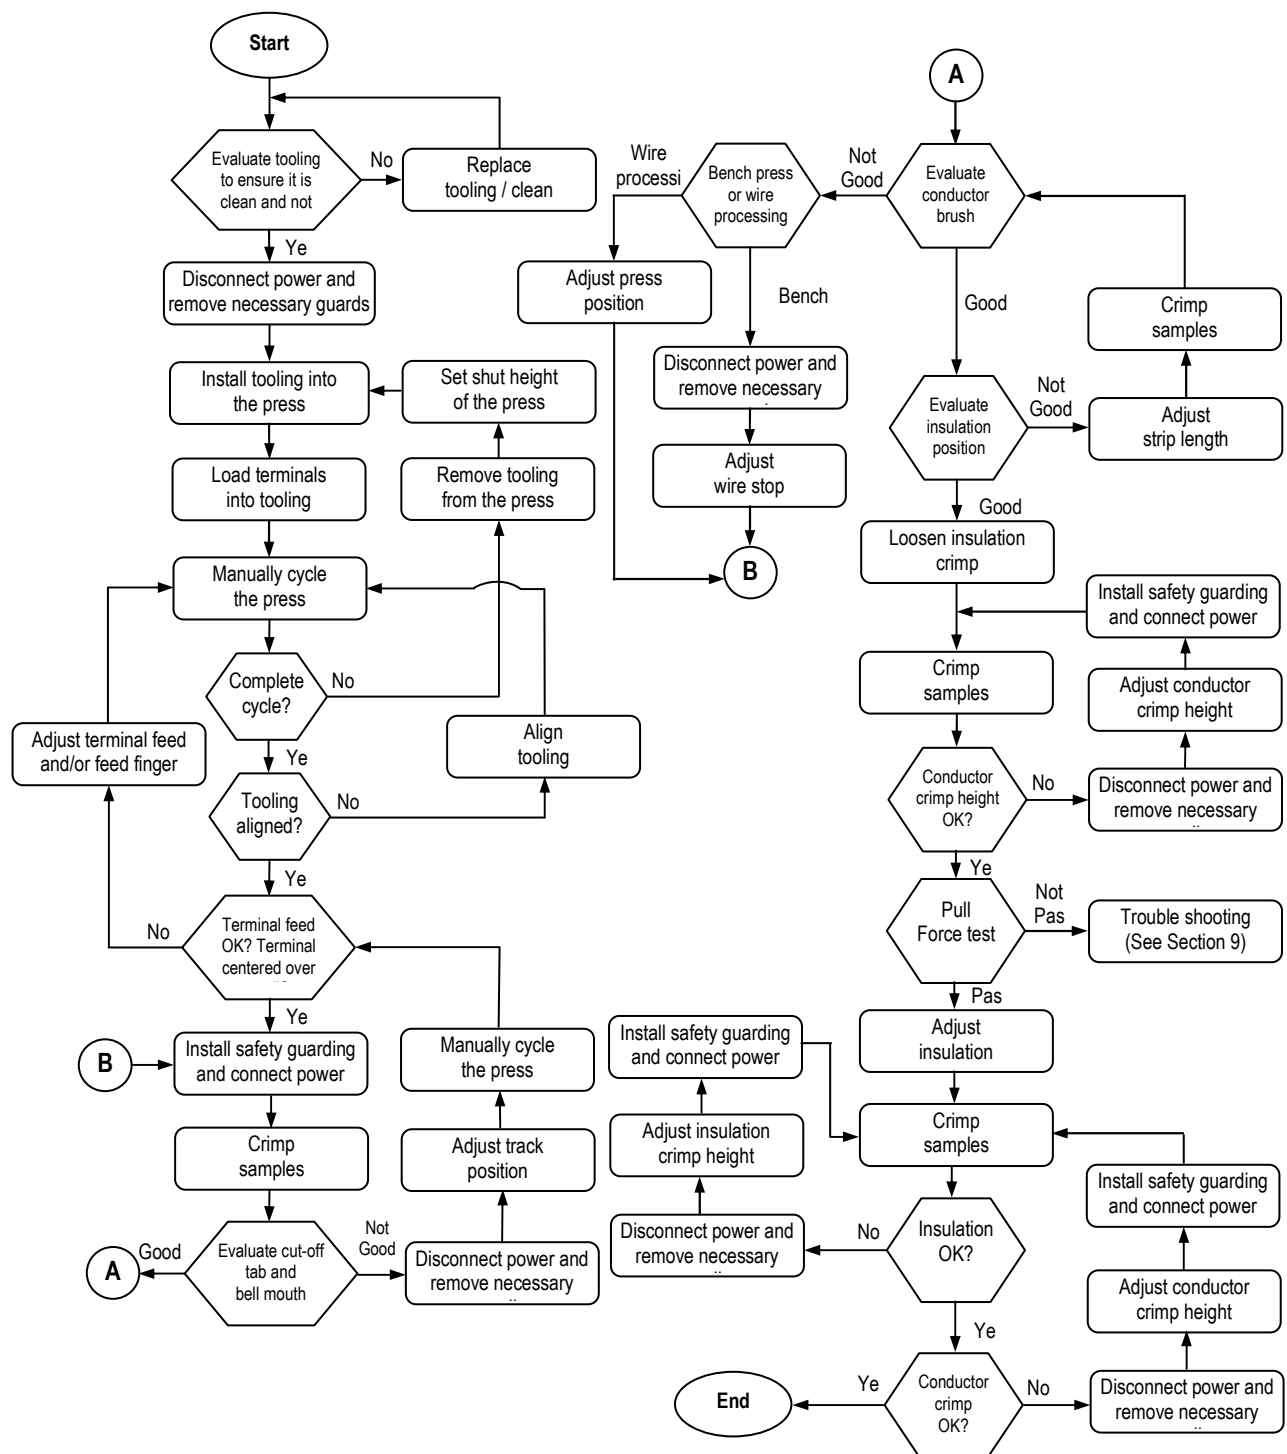 Start
Evaluate tooling
to ensure it is
clean and not
No
Replace
tooling / clean
Ye
Disconnect power and
remove necessary guards
Install tooling into
the press
Set shut height
of the press
Load terminals
into tooling
Remove tooling
from the press
Manually cycle
the press
Complete
cycle?
No
Adjust terminal feed
and/or feed finger
Ye
Align
tooling
Tooling
aligned?
No
Ye
Terminal feed
OK? Terminal
centered over
No
Ye
B
Install safety guarding
and connect power
Manually cycle
the press
Crimp
samples
Adjust track
position
Evaluate cut-off
tab and
bell mouth
Good
A
Not
Good
Disconnect power and
remove necessary
A
Evaluate
conductor
brush
Not
Good
Bench press
or wire
processing
Wire
processi
Adjust press
position
Bench
Disconnect power and
remove necessary
Adjust
wire stop
B
Good
Crimp
samples
Evaluate
insulation
position
Not
Good
Adjust
strip length
Good
Loosen insulation
crimp
Install safety guarding
and connect power
Crimp
samples
Adjust conductor
crimp height
Conductor
crimp height
OK?
No
Disconnect power and
remove necessary
Ye
Pull
Force test
Not
Pas
Trouble shooting
(See Section 9)
Pas
Adjust
insulation
Install safety guarding
and connect power
Crimp
samples
Adjust insulation
crimp height
Install safety guarding
and connect power
Insulation
OK?
No
Disconnect power and
remove necessary
Adjust conductor
crimp height
Ye
Conductor
crimp
OK?
Ye
End
No
Disconnect power and
remove necessary